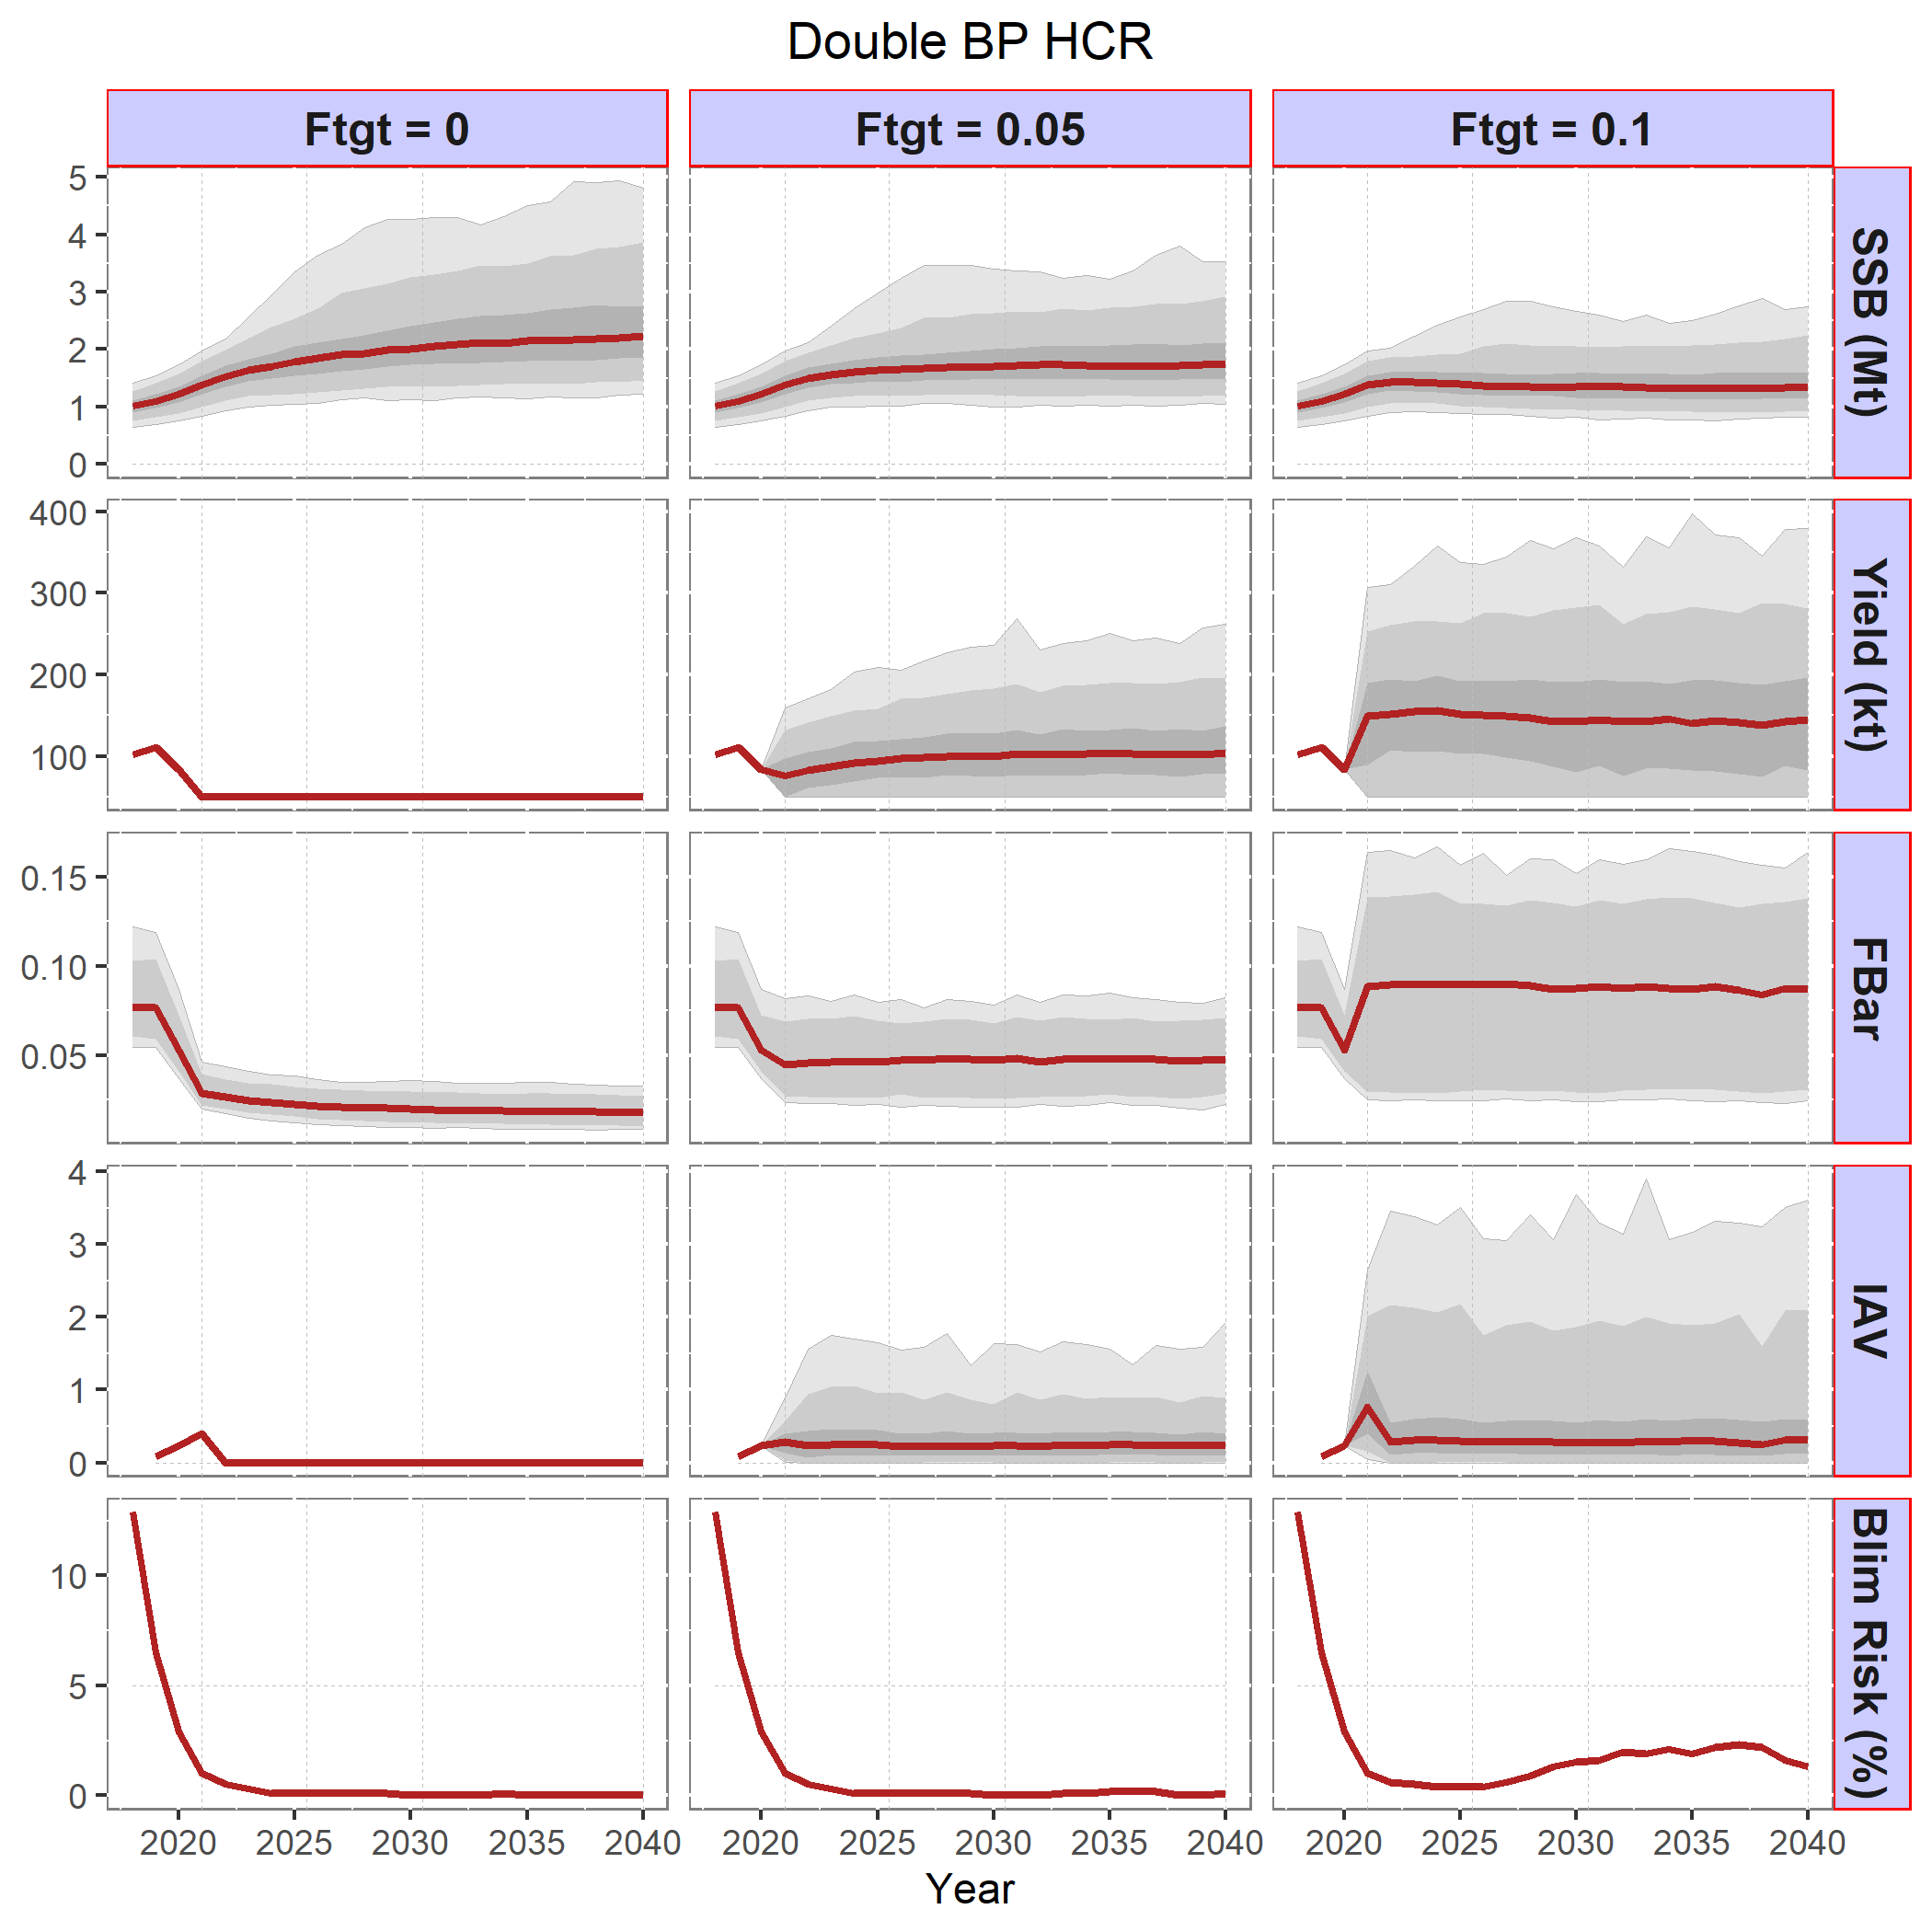 Double BP HCR
Ftgt = 0
Ftgt = 0.05
Ftgt = 0.1
5
4
3
2
1
0
SSB (Mt)
400
300
200
100
Yield (kt)
0.15
0.10
0.05
FBar
4
3
2
1
0
IAV
10
5
0
Blim Risk (%)
2020 2025 2030 2035 2040
2020 2025 2030 2035 2040
2020 2025 2030 2035 2040
Year